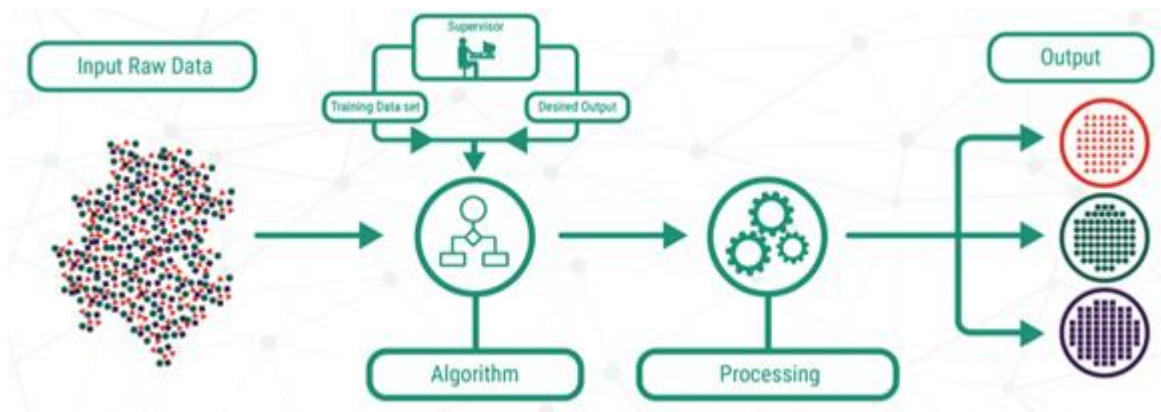 Supervisor
Input Raw Data
Output
Training Data set
Desired Output
Algorithm
Processing